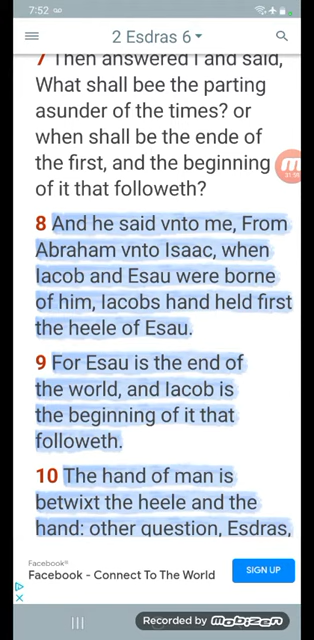 7:52
2 Esdras 6
7 Then answered I and said,
What shall bee the parting
asunder of the times? or
when shall be the ende of
the first, and the beginning
of it that followeth?
01:56
8 And he said vnto me, From
Abraham vnto Isaac, when
Iacob and Esau were borne
of him, Iacobs hand held first
the heele of Esau.
9 For Esau is the end of
the world, and Iacob is
the beginning of it that
followeth.
10 The hand of man is
betwixt the heele and the
hand: other question, Esdras,
Facebook®
Facebook - Connect To The World
SIGN UP
Recorded by mobizen